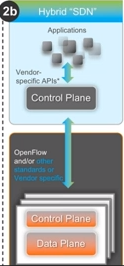 2b
Hybrid "SDN"
Applications
Vendor-
specific APIs*
Control Plane
OpenFlow
and/or other
standards or
Vendor specific
Control Plane
Data Plane